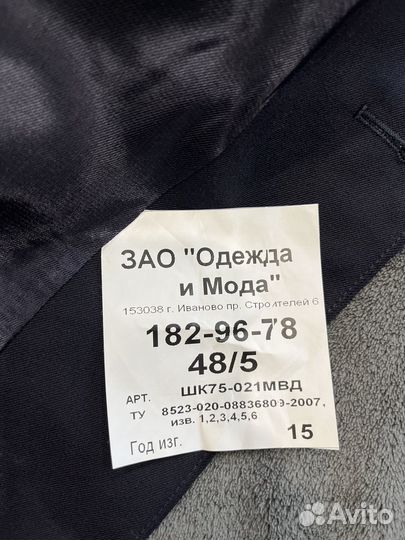 ЗАО "Одежда
и Мода"
153038 г. Иваново пр. Строителей 6
182-96-78
48/5
АРТ. ШК75-021МВД
ТУ 8523-020-08836809-2007,
изв. 1,2,3,4,5,6
Год изг. 15
Avito